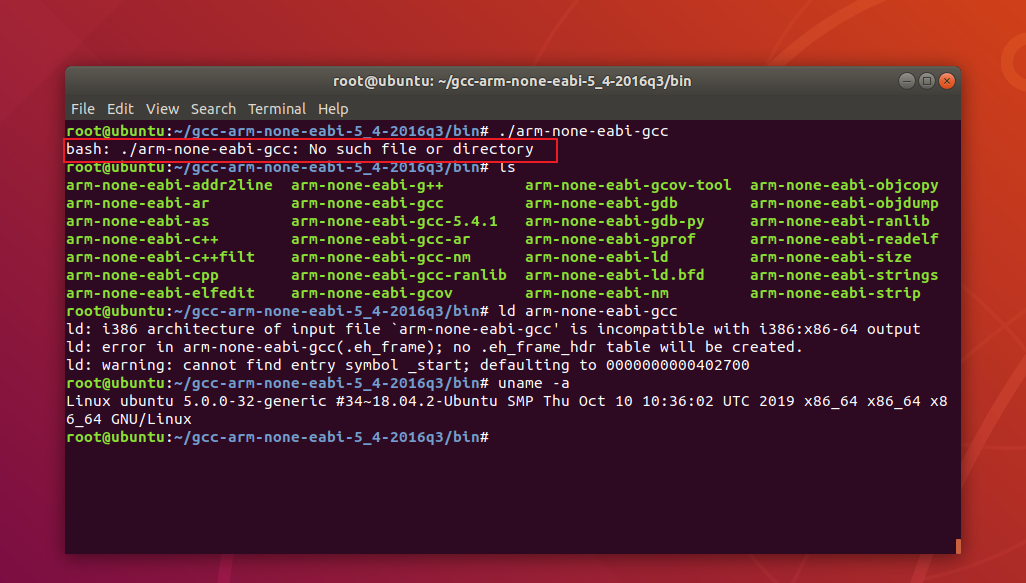 root@ubuntu: ~/gcc-arm-none-eabi-5_4-2016q3/bin
File Edit View Search Terminal Help
root@ubuntu:~/gcc-arm-none-eabi-5_4-2016q3/bin# ./arm-none-eabi-gcc
bash: ./arm-none-eabi-gcc: No such file or directory
root@ubuntu:~/gcc-arm-none-eabi-5_4-2016q3/bin# ls
arm-none-eabi-addr2line arm-none-eabi-g++ arm-none-eabi-gcov-tool arm-none-eabi-objcopy
arm-none-eabi-ar arm-none-eabi-gcc arm-none-eabi-gdb arm-none-eabi-objdump
arm-none-eabi-as arm-none-eabi-gcc-5.4.1 arm-none-eabi-gdb-py arm-none-eabi-ranlib
arm-none-eabi-c++ arm-none-eabi-gcc-ar arm-none-eabi-gprof arm-none-eabi-readelf
arm-none-eabi-c++filt arm-none-eabi-gcc-nm arm-none-eabi-ld arm-none-eabi-size
arm-none-eabi-cpp arm-none-eabi-gcc-ranlib arm-none-eabi-ld.bfd arm-none-eabi-strings
arm-none-eabi-elfedit arm-none-eabi-gcov arm-none-eabi-nm arm-none-eabi-strip
root@ubuntu:~/gcc-arm-none-eabi-5_4-2016q3/bin# ld arm-none-eabi-gcc
ld: i386 architecture of input file `arm-none-eabi-gcc' is incompatible with i386:x86-64 output
ld: error in arm-none-eabi-gcc(.eh_frame); no .eh_frame_hdr table will be created.
ld: warning: cannot find entry symbol _start; defaulting to 0000000000402700
root@ubuntu:~/gcc-arm-none-eabi-5_4-2016q3/bin# uname -a
Linux ubuntu 5.0.0-32-generic #34~18.04.2-Ubuntu SMP Thu Oct 10 10:36:02 UTC 2019 x86_64 x86_64 x8
6_64 GNU/Linux
root@ubuntu:~/gcc-arm-none-eabi-5_4-2016q3/bin#